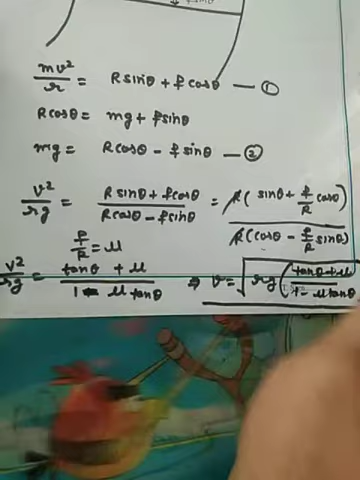 mv²/r = R sinθ + f cosθ — ①
R cosθ = mg + f sinθ
mg = R cosθ - f sinθ — ②
v²/rg = (R sinθ + f cosθ)/(R cosθ - f sinθ) = R(sinθ + f/R cosθ)/R(cosθ - f/R sinθ)
f/R = μ
v²/rg = (tanθ + μ)/(1 - μ tanθ) ⇒ v = √(rg((tanθ + μ)/(1 - μ tanθ